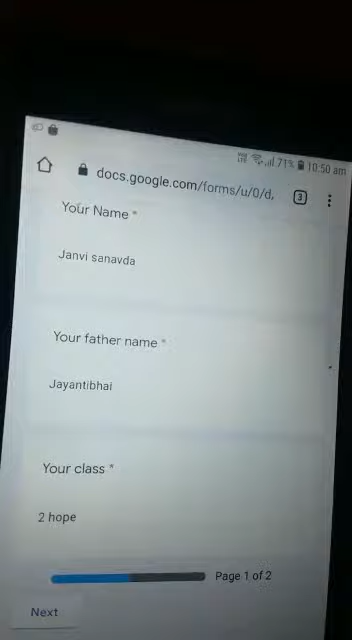 71% 10:50 am
docs.google.com/forms/u/0/d,
3
Your Name *
Janvi sanavda
Your father name *
Jayantibhai
Your class *
2 hope
Page 1 of 2
Next